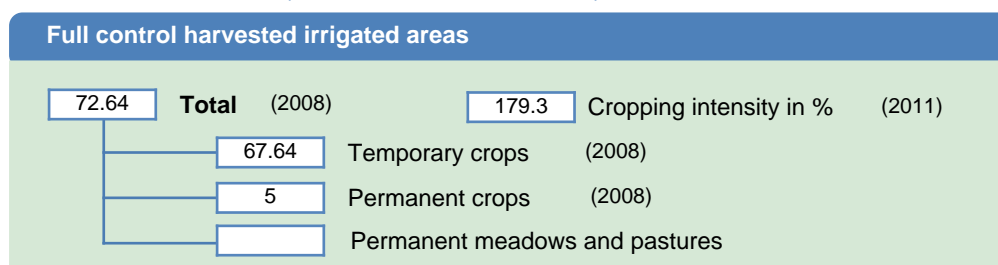 Full control harvested irrigated areas
72.64 Total (2008) 179.3 Cropping intensity in % (2011)
67.64 Temporary crops (2008)
5 Permanent crops (2008)
Permanent meadows and pastures